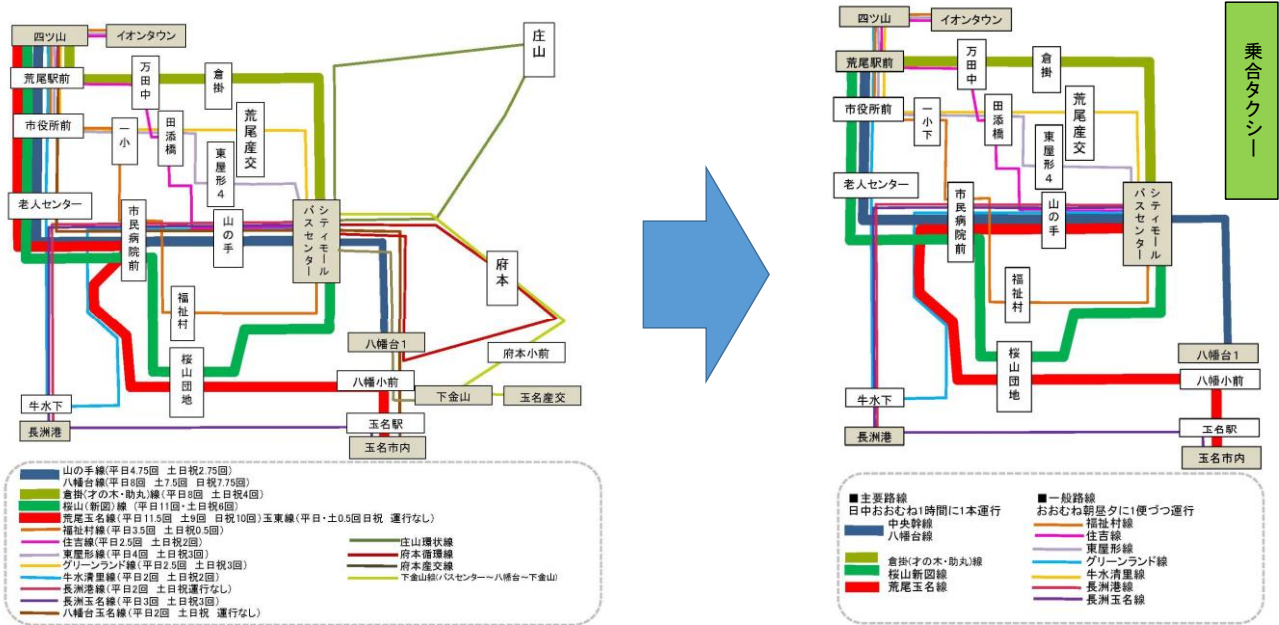 四ツ山
イオンタウン
荒尾駅前
万田中
倉掛
庄山
市役所前
一小
田添橋
荒尾産交
東屋形4
老人センター
市民病院前
山の手
シティモール
バスセンター
府本
福祉村
八幡台1
府本小前
桜山団地
八幡小前
下金山
玉名産交
牛水下
長洲港
玉名駅
玉名市内
山の手線(平日4.75回 土日祝2.75回)
八幡台線(平日8回 土7.5回 日祝7.75回)
倉掛(才の木・助丸)線(平日8回 土日祝4回)
桜山(新図)線 (平日11回・土日祝6回)
荒尾玉名線(平日11.5回 土9回 日祝10回)玉東線(平日・土0.5回日祝 運行なし)
福祉村線(平日3.5回 土日祝0.5回)
住吉線(平日2.5回 土日祝2回)
東屋形線(平日4回 土日祝3回)
グリーンランド線(平日2.5回 土日祝3回)
牛水清里線(平日2回 土日祝2回)
長洲港線(平日2回 土日祝運行なし)
長洲玉名線(平日3回 土日祝3回)
八幡台玉名線(平日2回 土日祝 運行なし)
庄山環状線
府本循環線
府本産交線
下金山線(バスセンター～八幡台～下金山)
四ツ山
イオンタウン
荒尾駅前
万田中
倉掛
乗合タクシー
市役所前
一小下
田添橋
荒尾産交
東屋形4
老人センター
市民病院前
山の手
シティモール
バスセンター
福祉村
桜山団地
八幡台1
八幡小前
牛水下
長洲港
玉名駅
玉名市内
■主要路線
日中おおむね1時間に1本運行
中央幹線
八幡台線
倉掛(才の木・助丸)線
桜山新図線
荒尾玉名線
■一般路線
おおむね朝昼夕に1便づつ運行
福祉村線
住吉線
東屋形線
グリーンランド線
牛水清里線
長洲港線
長洲玉名線